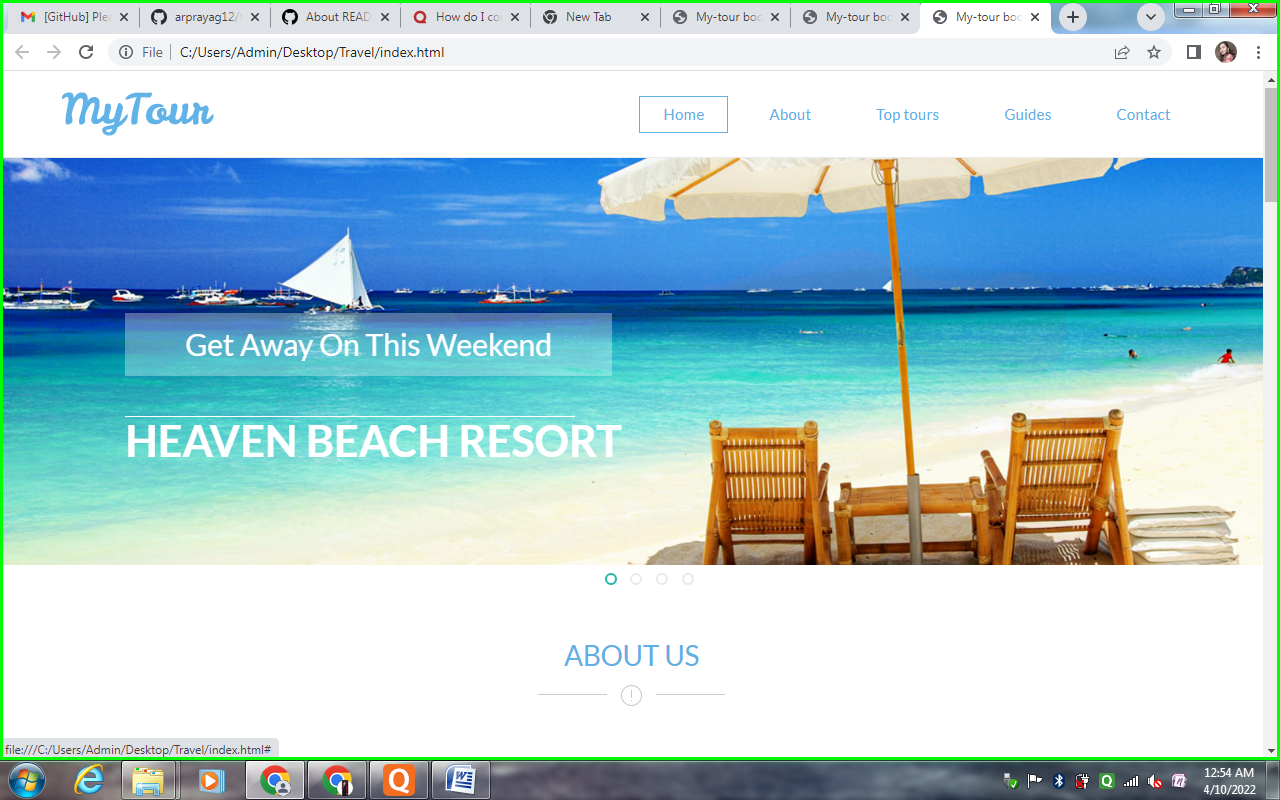 [GitHub] Ple
arprayag12/
About READ
How do I co
New Tab
My-tour boo
My-tour boo
My-tour boo
File
C:/Users/Admin/Desktop/Travel/index.html
MyTour
Home
About
Top tours
Guides
Contact
Get Away On This Weekend
HEAVEN BEACH RESORT
ABOUT US
file:///C:/Users/Admin/Desktop/Travel/index.html#
12:54 AM
4/10/2022